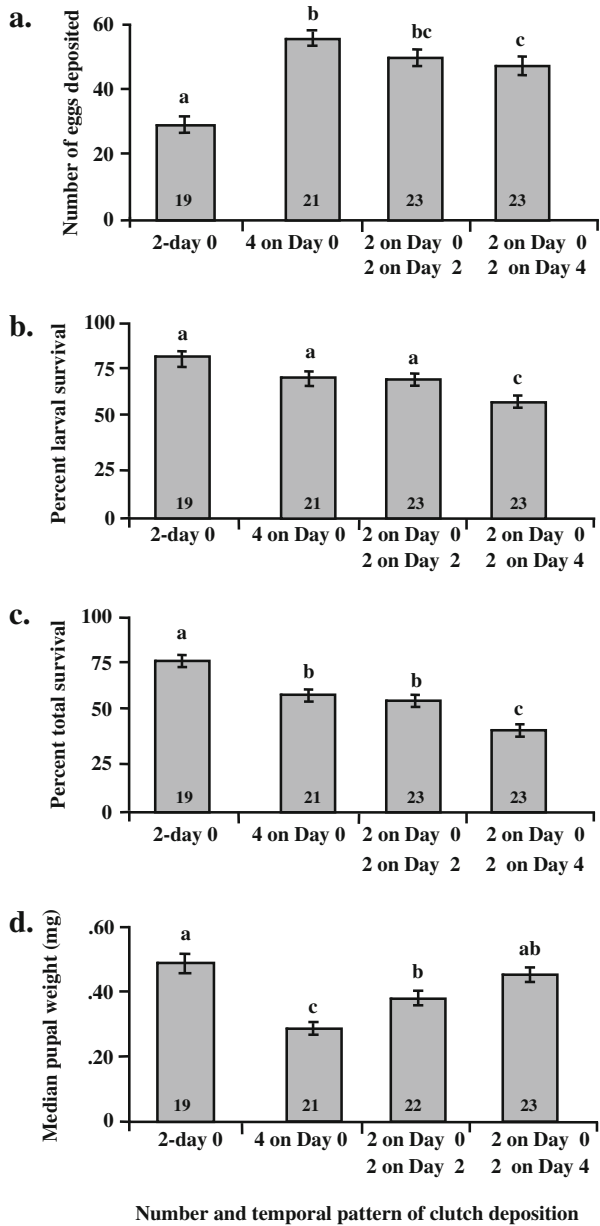 a.
Number of eggs deposited
60
40
20
0
a
b
bc
c
19
21
23
23
2-day 0
4 on Day 0
2 on Day 0
2 on Day 2
2 on Day 0
2 on Day 4
b.
Percent larval survival
100
75
50
25
0
a
a
a
c
19
21
23
23
2-day 0
4 on Day 0
2 on Day 0
2 on Day 2
2 on Day 0
2 on Day 4
c.
Percent total survival
100
75
50
25
0
a
b
b
c
19
21
23
23
2-day 0
4 on Day 0
2 on Day 0
2 on Day 2
2 on Day 0
2 on Day 4
d.
Median pupal weight (mg)
.60
.40
.20
0
a
c
b
ab
19
21
22
23
2-day 0
4 on Day 0
2 on Day 0
2 on Day 2
2 on Day 0
2 on Day 4
Number and temporal pattern of clutch deposition